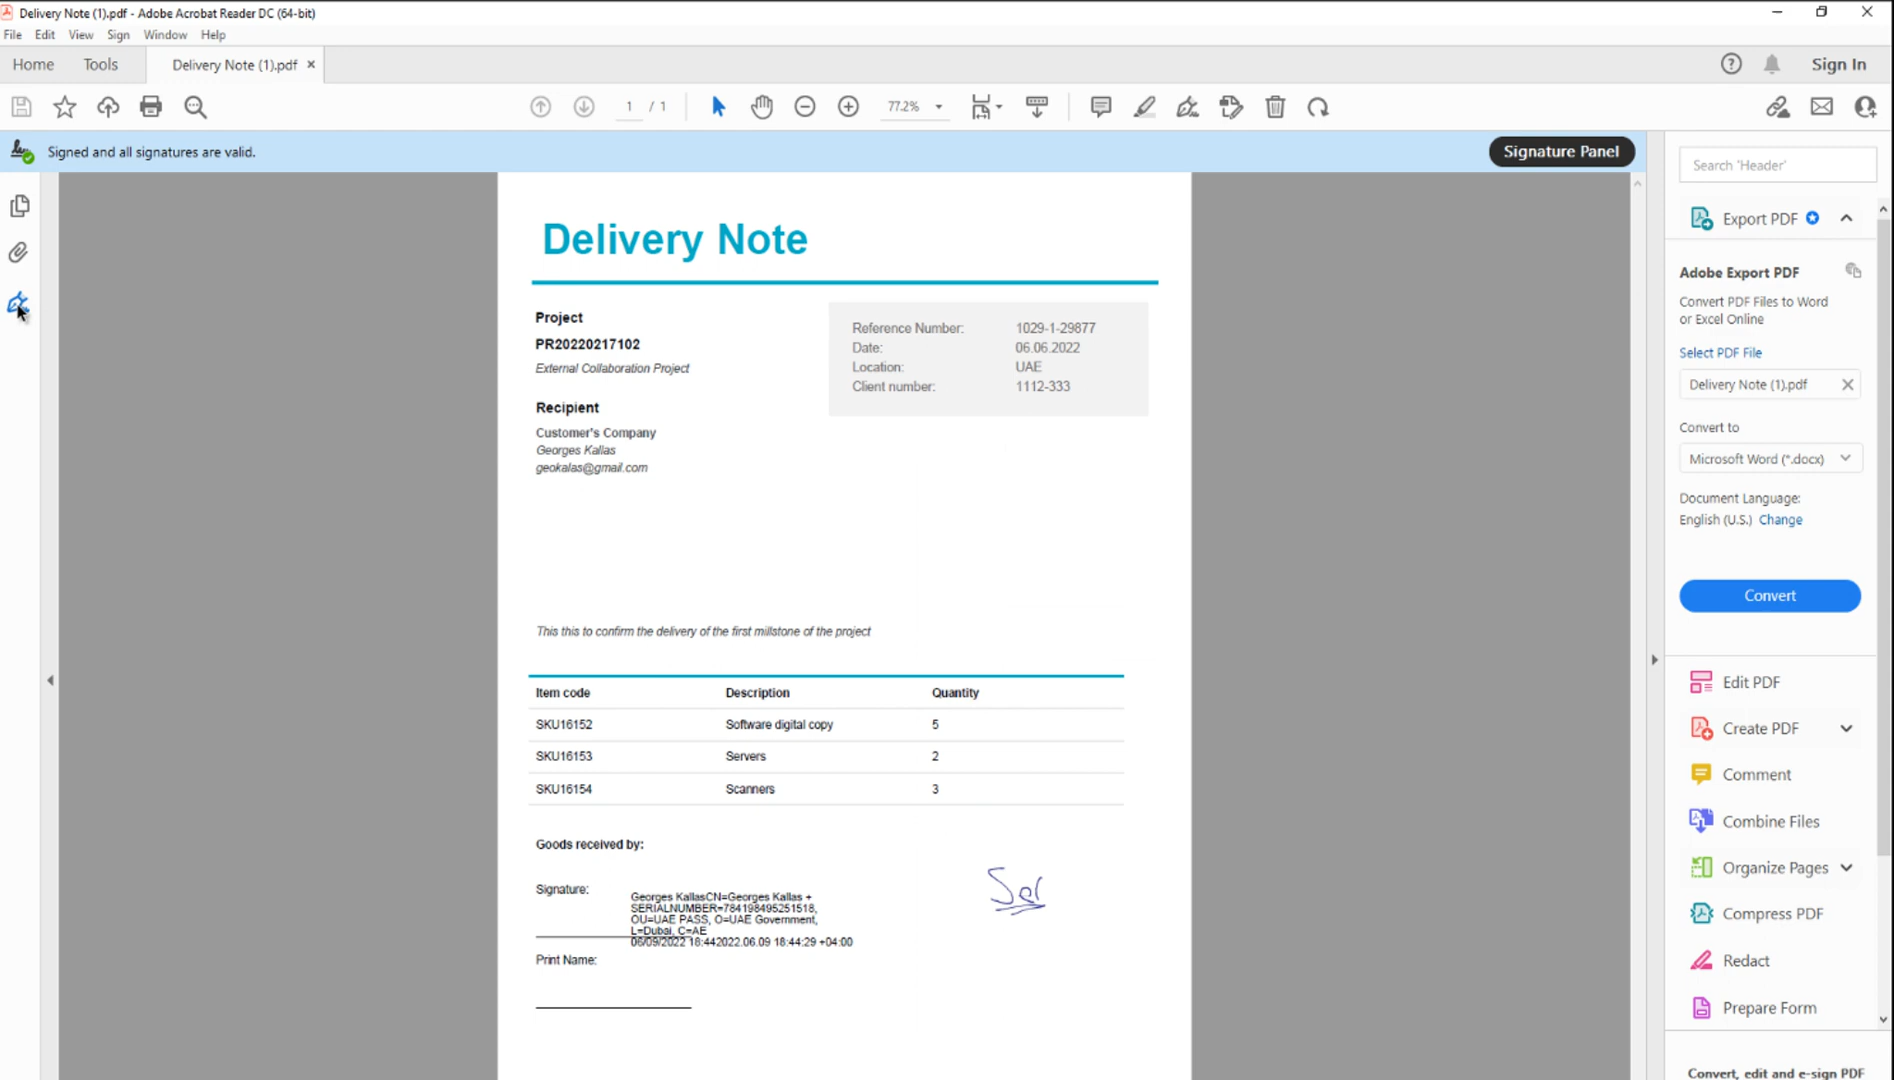 Delivery Note (1).pdf - Adobe Acrobat Reader DC (64-bit)
File Edit View Sign Window Help
Home Tools Delivery Note (1).pdf × Sign In
1 / 1 77.2%
Signed and all signatures are valid. Signature Panel
Delivery Note
Project
PR20220217102
External Collaboration Project
Recipient
Customer's Company
Georges Kallas
geokalas@gmail.com
Reference Number: 1029-1-29877
Date: 06.06.2022
Location: UAE
Client number: 1112-333
This this to confirm the delivery of the first millstone of the project
Item code Description Quantity
SKU16152 Software digital copy 5
SKU16153 Servers 2
SKU16154 Scanners 3
Goods received by:
Signature:
Georges KallasCN=Georges Kallas +
SERIALNUMBER=784198495251518,
OU=UAE PASS, O=UAE Government,
L=Dubai, C=AE
06/09/2022 18:442022.06.09 18:44:29 +04:00
Print Name:
Search 'Header'
Export PDF
Adobe Export PDF
Convert PDF Files to Word
or Excel Online
Select PDF File
Delivery Note (1).pdf
Convert to
Microsoft Word (*.docx)
Document Language:
English (U.S.) Change
Convert
Edit PDF
Create PDF
Comment
Combine Files
Organize Pages
Compress PDF
Redact
Prepare Form
Convert, edit and e-sign PDF